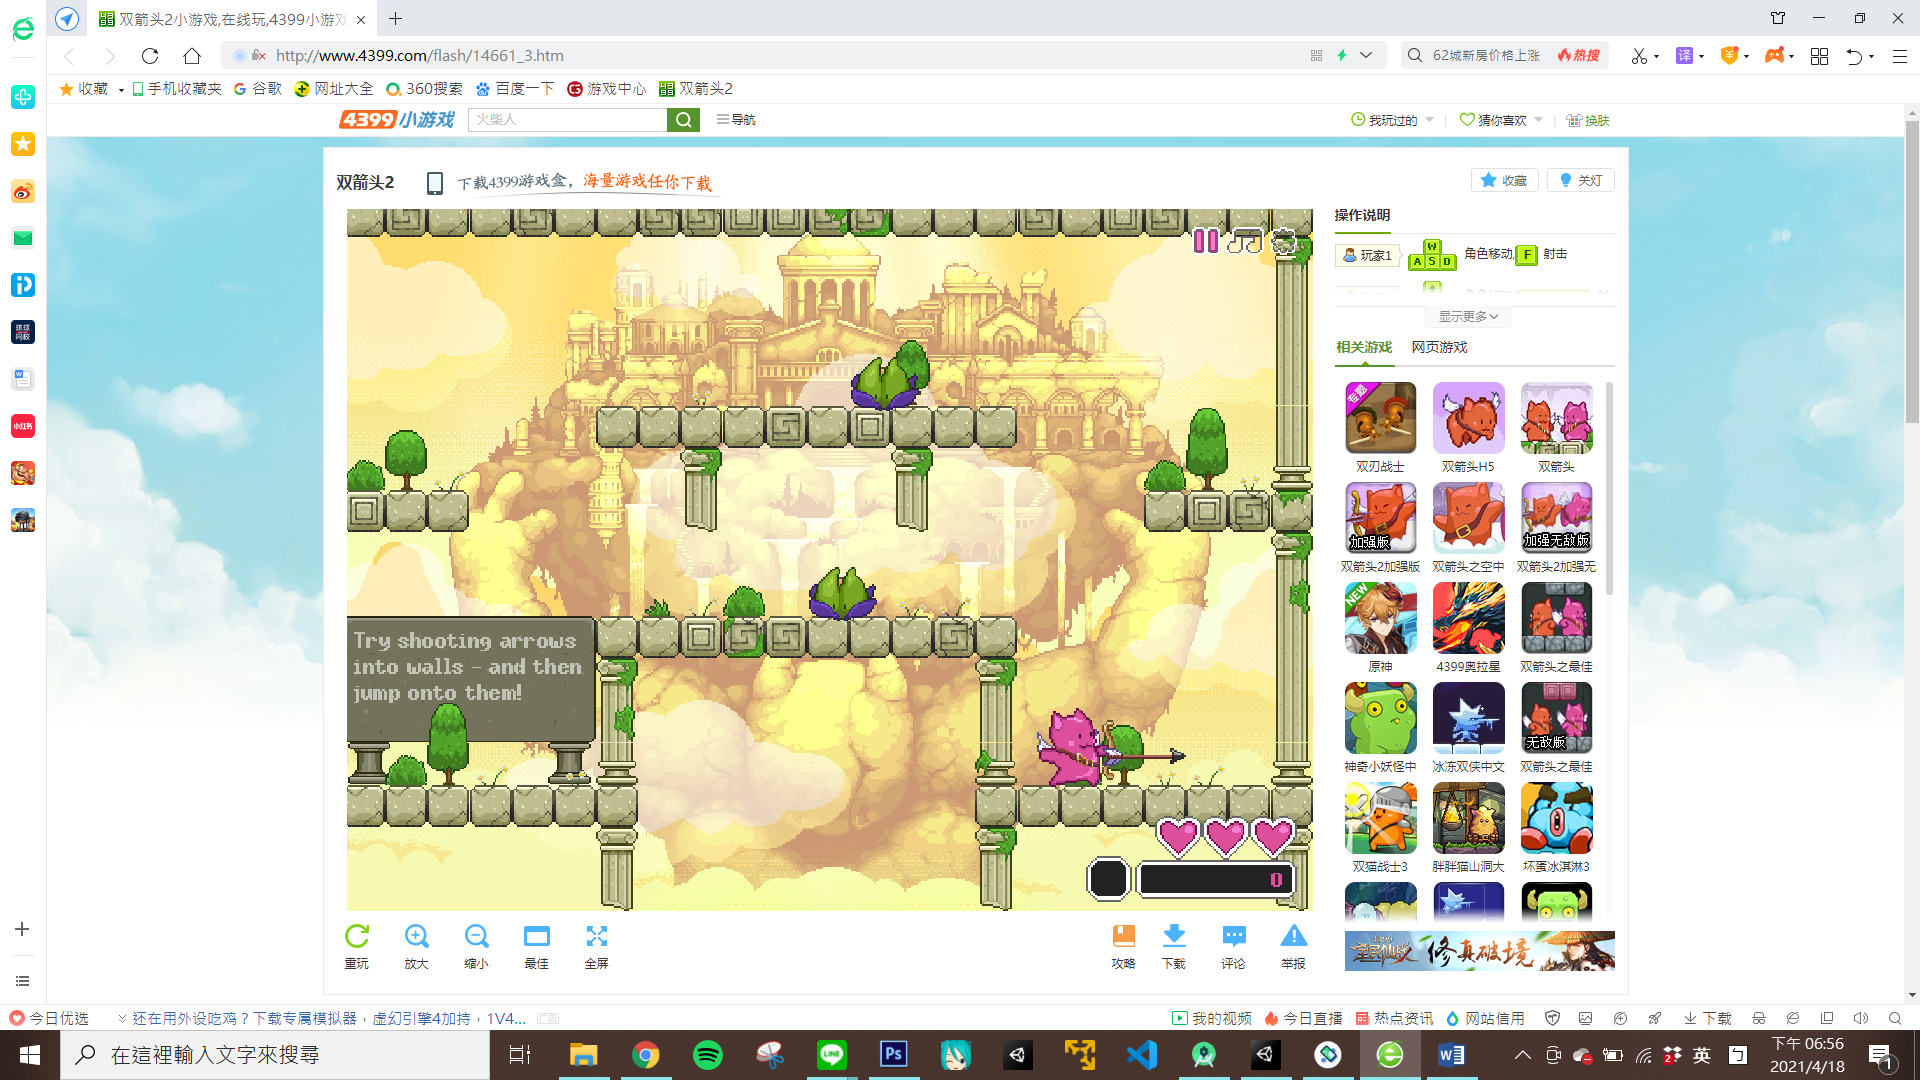 双箭头2小游戏,在线玩,4399小游戏
http://www.4399.com/flash/14661_3.htm
62城新房价格上涨
热搜
译
收藏
手机收藏夹
谷歌
网址大全
360搜索
百度一下
游戏中心
双箭头2
4399小游戏
火柴人
导航
我玩过的
猜你喜欢
换肤
双箭头2
下载4399游戏盒，海量游戏任你下载
收藏
关灯
操作说明
玩家1
W
A S D
角色移动,
F
射击
显示更多
相关游戏
网页游戏
专题
双刃战士
双箭头H5
双箭头
加强版
加强无敌版
双箭头2加强版
双箭头之空中
双箭头2加强无
NEW
原神
4399奥拉星
双箭头之最佳
无敌版
神奇小妖怪中
冰冻双侠中文
双箭头之最佳
双猫战士3
胖胖猫山洞大
坏蛋冰淇淋3
修真破境
Try shooting arrows
into walls - and then
jump onto them!
0
重玩
放大
缩小
最佳
全屏
攻略
下载
评论
举报
今日优选
还在用外设吃鸡？下载专属模拟器，虚幻引擎4加持，1V4...
广告
我的视频
今日直播
热点资讯
网站信用
下载
在這裡輸入文字來搜尋
LINE
Ps
2
英
下午 06:56
2021/4/18
1